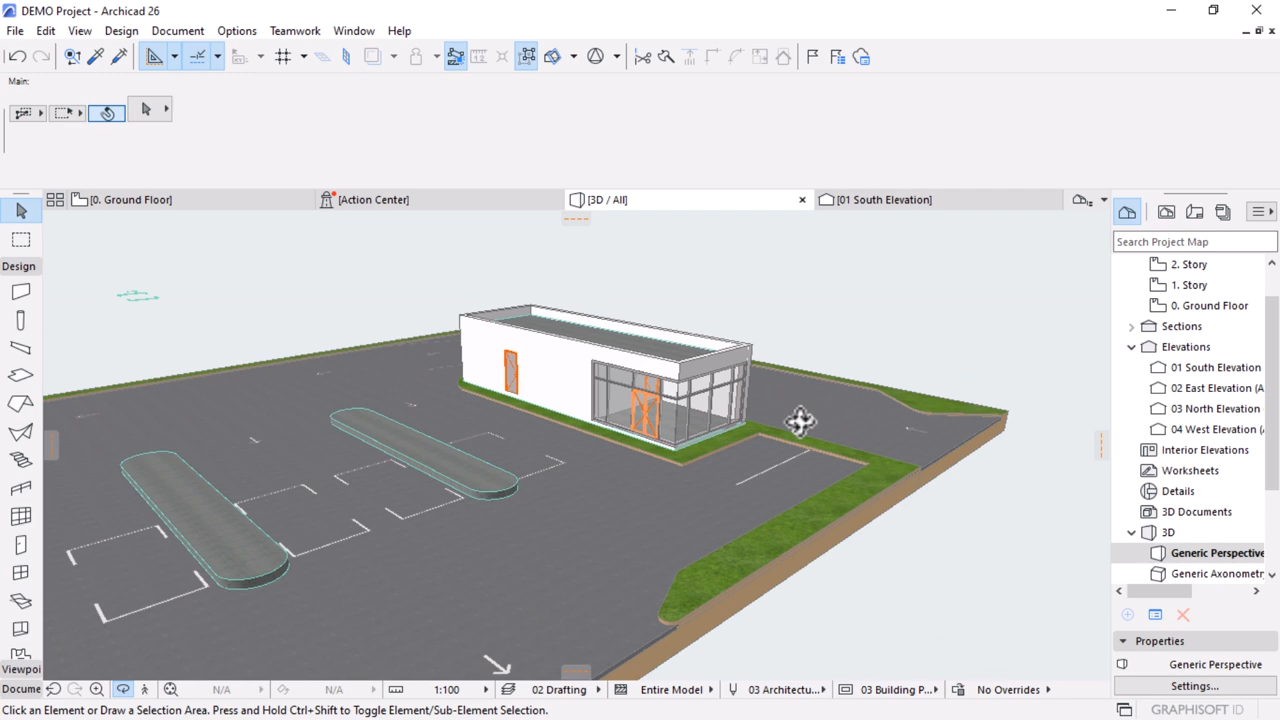 DEMO Project - Archicad 26
File Edit View Design Document Options Teamwork Window Help
Main:
[0. Ground Floor]
[Action Center]
[3D / All]
[01 South Elevation]
Search Project Map
Design
2. Story
1. Story
0. Ground Floor
Sections
Elevations
01 South Elevation
02 East Elevation (A
03 North Elevation
04 West Elevation (
Interior Elevations
Worksheets
Details
3D Documents
3D
Generic Perspective
Generic Axonometr
Properties
Viewpoi
Generic Perspective
Docume
N/A
N/A
1:100
02 Drafting
Entire Model
03 Architectu...
03 Building P...
No Overrides
Settings...
Click an Element or Draw a Selection Area. Press and Hold Ctrl+Shift to Toggle Element/Sub-Element Selection.
GRAPHISOFT ID